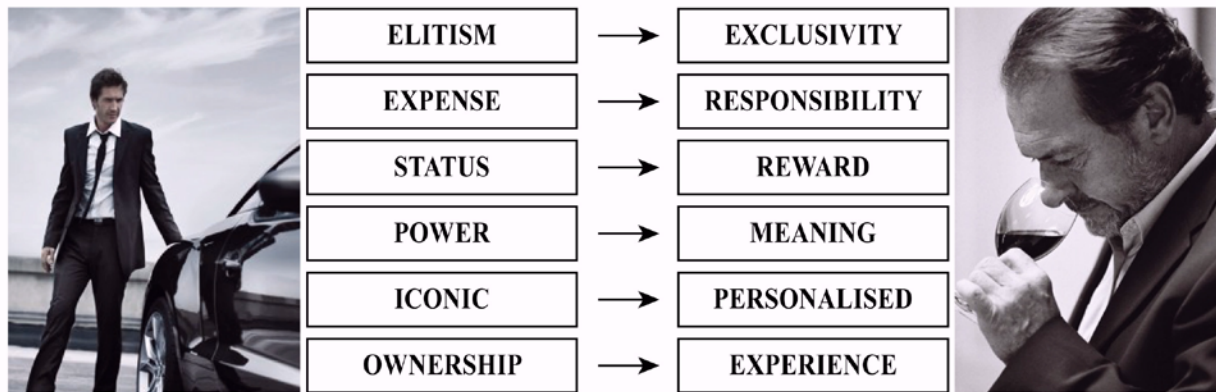 ELITISM → EXCLUSIVITY
EXPENSE → RESPONSIBILITY
STATUS → REWARD
POWER → MEANING
ICONIC → PERSONALISED
OWNERSHIP → EXPERIENCE